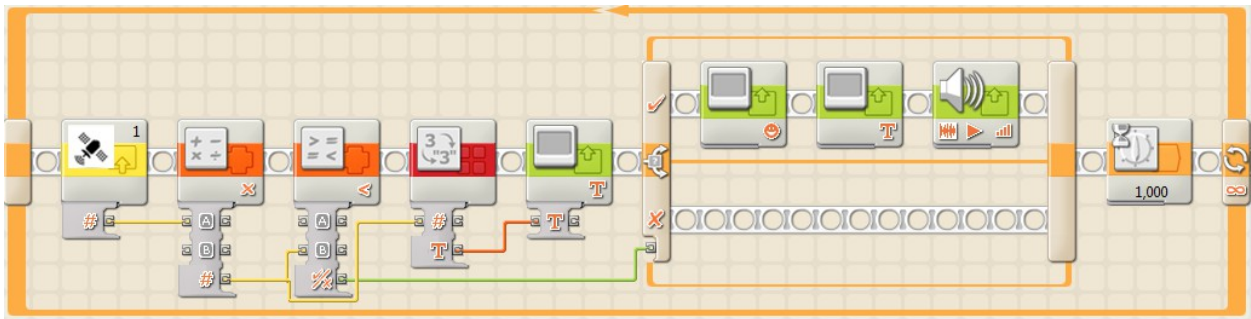 1
+ -
× ÷
×
> =
= <
<
3
"3"
T
T
1,000
# A
B
#
A
B
✓/x
#
T
T
∞